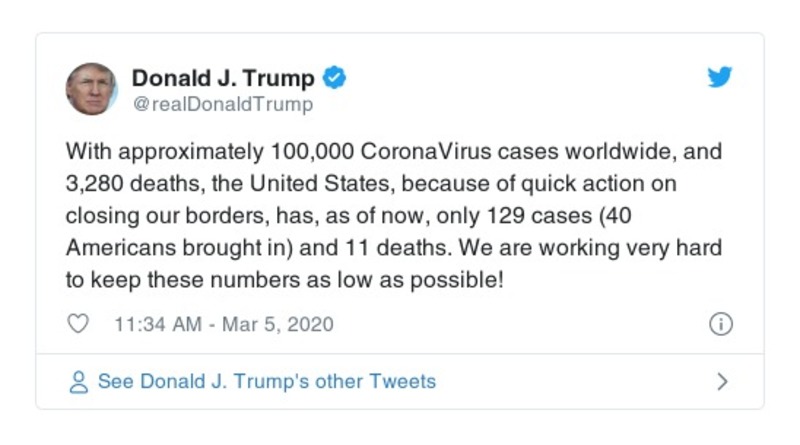 Donald J. Trump
@realDonaldTrump
With approximately 100,000 CoronaVirus cases worldwide, and
3,280 deaths, the United States, because of quick action on
closing our borders, has, as of now, only 129 cases (40
Americans brought in) and 11 deaths. We are working very hard
to keep these numbers as low as possible!
11:34 AM - Mar 5, 2020
See Donald J. Trump's other Tweets